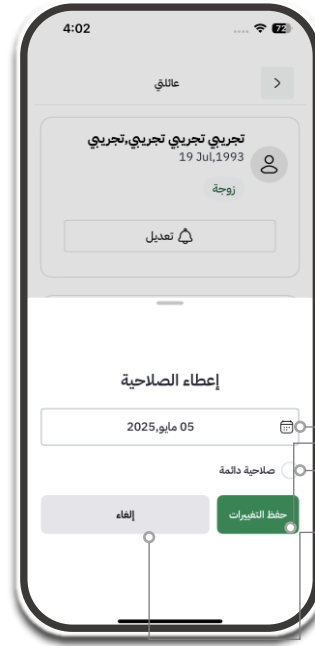 4:02
72
عائلتي
تجريبي تجريبي تجريبي,تجريبي
19 Jul,1993
زوجة
تعديل
إعطاء الصلاحية
05 مايو,2025
صلاحية دائمة
حفظ التغييرات
إلغاء